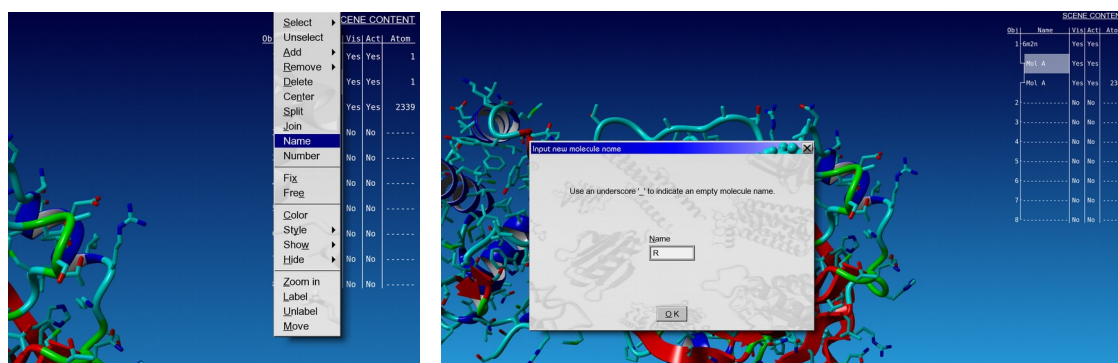 SCENE CONTENT
Ob
Vis Act Atom
Yes Yes 1
Yes Yes 1
Yes Yes 2339
No No -----
No No -----
No No -----
No No
No No -----
No No -----
No No -----
Select
Unselect
Add
Remove
Delete
Center
Split
Join
Name
Number
Fix
Free
Color
Style
Show
Hide
Zoom in
Label
Unlabel
Move
SCENE CONTENT
Obj Name Vis Act Ato
1 6m2n Yes Yes
Mol A Yes Yes
Mol A Yes Yes 23
2 ----------- No No ----
3 ----------- No No ----
4 ----------- No No ----
5 ----------- No No ----
6 ----------- No No ----
7 ----------- No No ----
8 ----------- No No ----
Input new molecule name
Use an underscore '_' to indicate an empty molecule name.
Name
R
OK